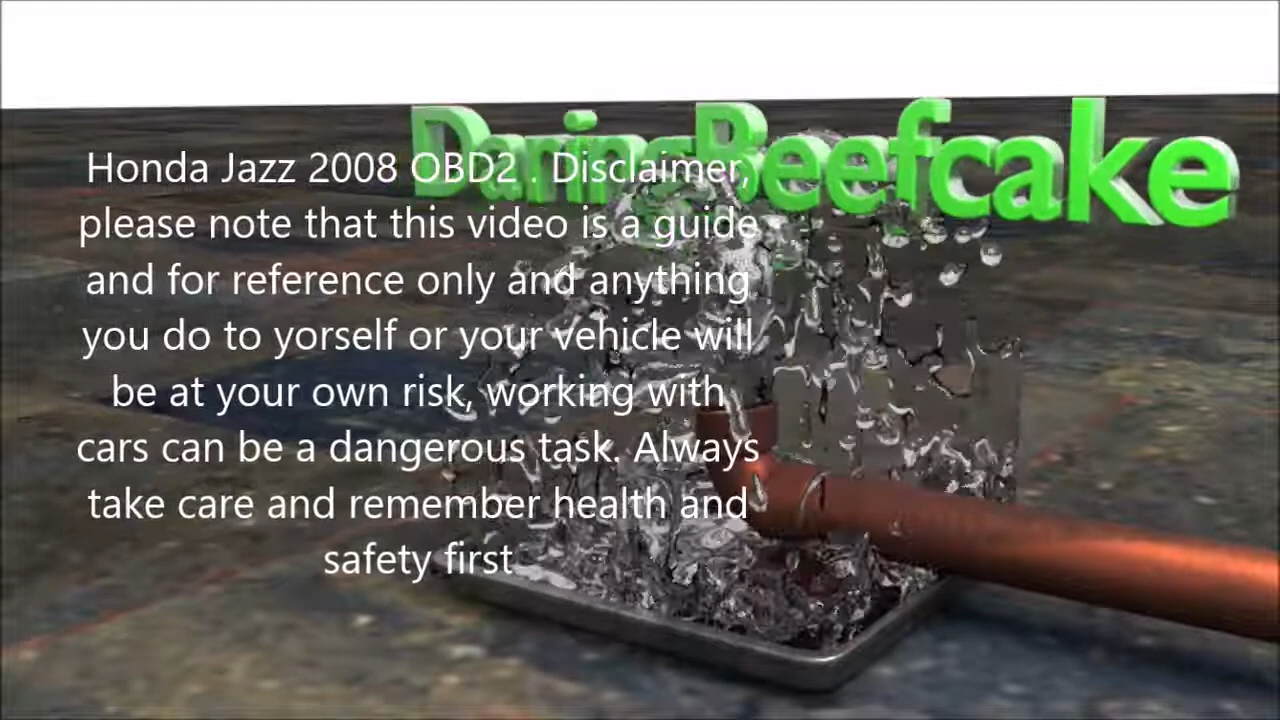 DaringBeefcake
Honda Jazz 2008 OBD2 . Disclaimer,
please note that this video is a guide
and for reference only and anything
you do to yorself or your vehicle will
be at your own risk, working with
cars can be a dangerous task. Always
take care and remember health and
safety first